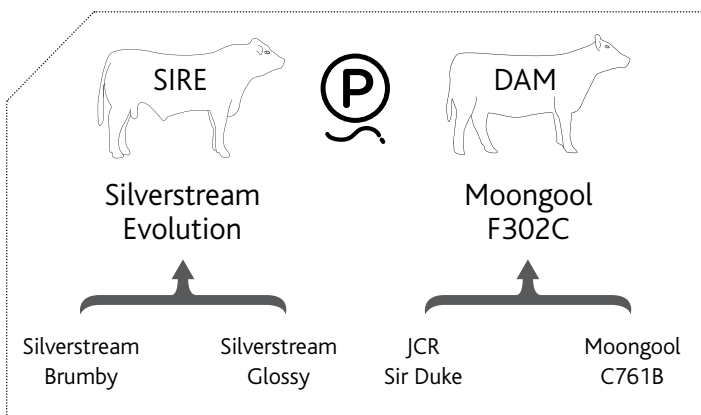 SIRE
P
DAM
Silverstream
Evolution
Moongool
F302C
Silverstream
Brumby
Silverstream
Glossy
JCR
Sir Duke
Moongool
C761B